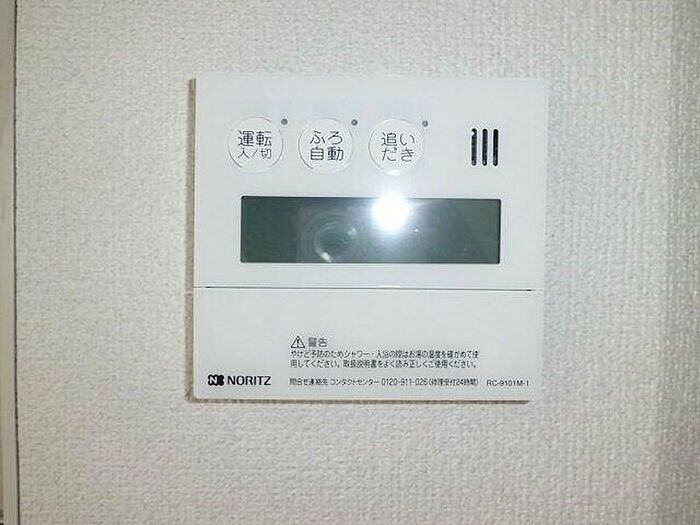 運転
入/切
ふろ
自動
追い
だき
警告
やけど予防のためシャワー・入浴の際はお湯の温度を確かめて使
用してください。取扱説明書をよく読み正しくご使用ください。
NORITZ
問合せ連絡先 コンタクトセンター 0120-911-026(修理受付24時間)
RC-9101M-1